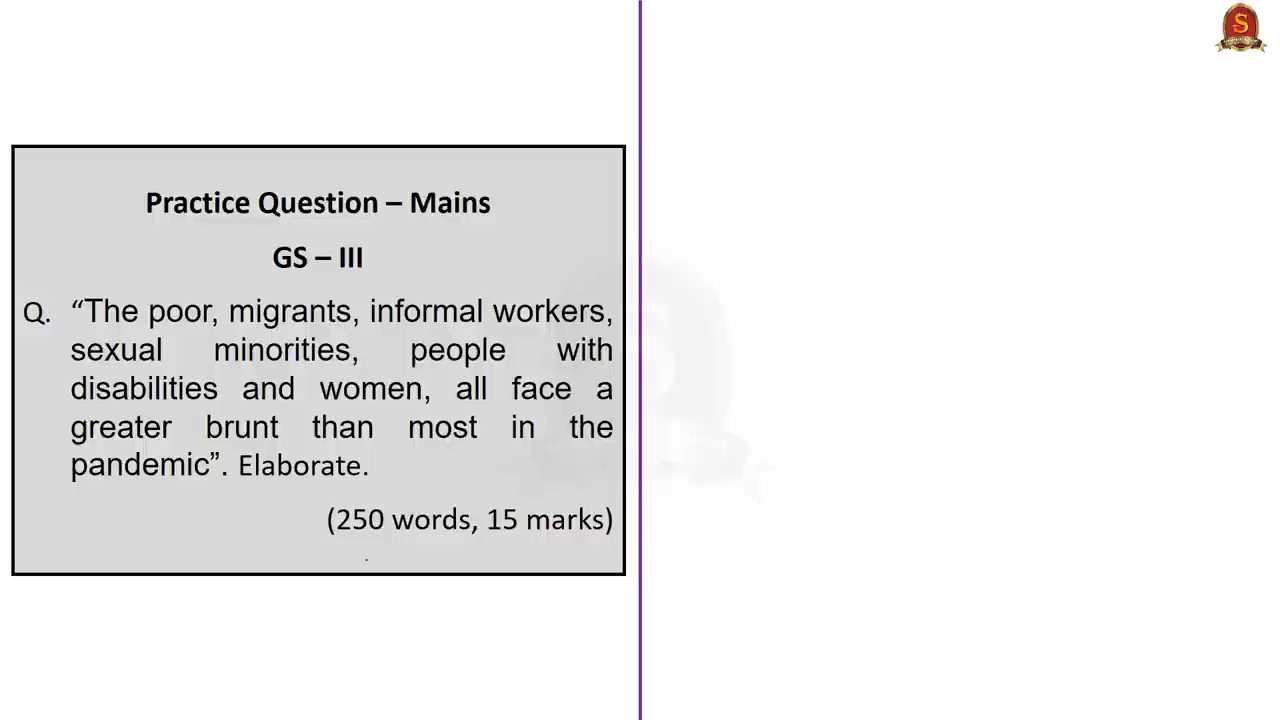 S
Practice Question – Mains
GS – III
Q. “The poor, migrants, informal workers,
sexual minorities, people with
disabilities and women, all face a
greater brunt than most in the
pandemic”. Elaborate.
(250 words, 15 marks)